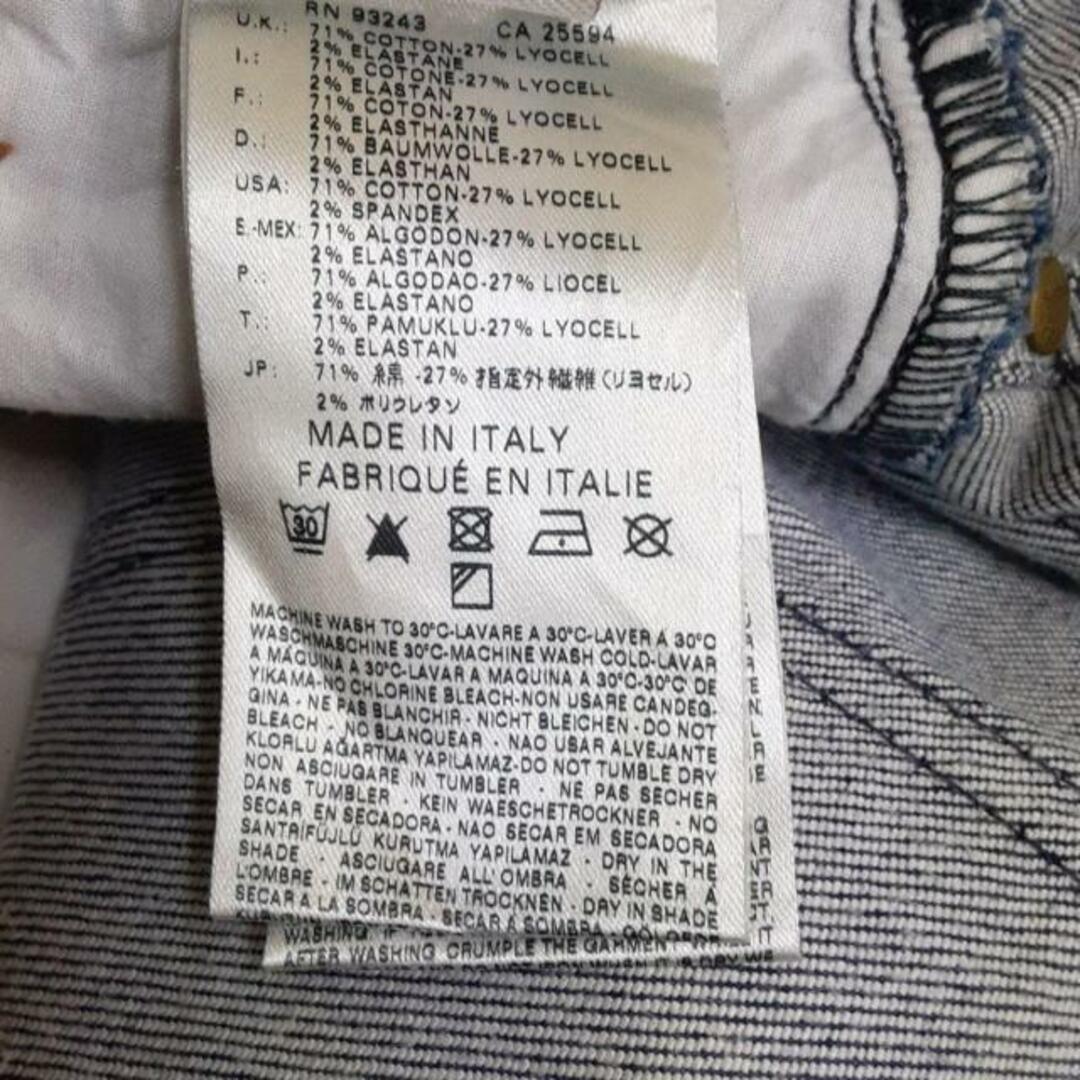 RN 93243 CA 25594
U.K.: 71% COTTON-27% LYOCELL
2% ELASTANE
I.: 71% COTONE-27% LYOCELL
2% ELASTAN
F.: 71% COTON-27% LYOCELL
2% ELASTHANNE
D.: 71% BAUMWOLLE-27% LYOCELL
2% ELASTHAN
USA: 71% COTTON-27% LYOCELL
2% SPANDEX
E.-MEX: 71% ALGODON-27% LYOCELL
2% ELASTANO
P.: 71% ALGODAO-27% LIOCEL
2% ELASTANO
T.: 71% PAMUKLU-27% LYOCELL
2% ELASTAN
JP: 71% 綿 -27% 指定外繊維(リヨセル)
2% ポリウレタン
MADE IN ITALY
FABRIQUÉ EN ITALIE
30
MACHINE WASH TO 30°C-LAVARE A 30°C-LAVER À 30°C
WASCHMASCHINE 30°C-MACHINE WASH COLD-LAVAR
A MÁQUINA A 30°C-LAVAR A MAQUINA A 30°C-30°C DE
YIKAMA-NO CHLORINE BLEACH-NON USARE CANDEG-
GINA - NE PAS BLANCHIR - NICHT BLEICHEN - DO NOT
BLEACH - NO BLANQUEAR - NAO USAR ALVEJANTE
KLORLU AĞARTMA YAPILAMAZ-DO NOT TUMBLE DRY
NON ASCIUGARE IN TUMBLER - NE PAS SÈCHER
DANS TUMBLER - KEIN WAESCHETROCKNER - NO
SECAR EN SECADORA - NAO SECAR EM SECADORA
SANTRİFÜJLÜ KURUTMA YAPILAMAZ - DRY IN THE
SHADE - ASCIUGARE ALL'OMBRA - SÉCHER À
L'OMBRE - IM SCHATTEN TROCKNEN - DRY IN SHADE
SECAR A LA SOMBRA - SECAR Á SOMBRA
WASHING IT
AFTER WASHING CRUMPLE THE GARMENT